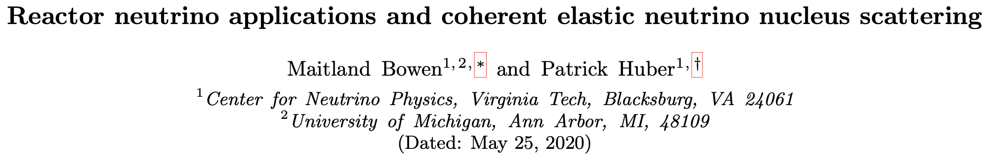 Reactor neutrino applications and coherent elastic neutrino nucleus scattering
Maitland Bowen1, 2, * and Patrick Huber1, †
1Center for Neutrino Physics, Virginia Tech, Blacksburg, VA 24061
2University of Michigan, Ann Arbor, MI, 48109
(Dated: May 25, 2020)